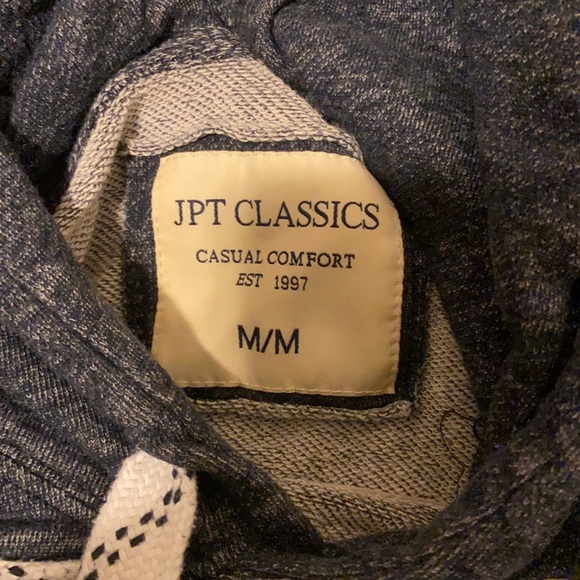 JPT CLASSICS
CASUAL COMFORT
EST 1997
M/M